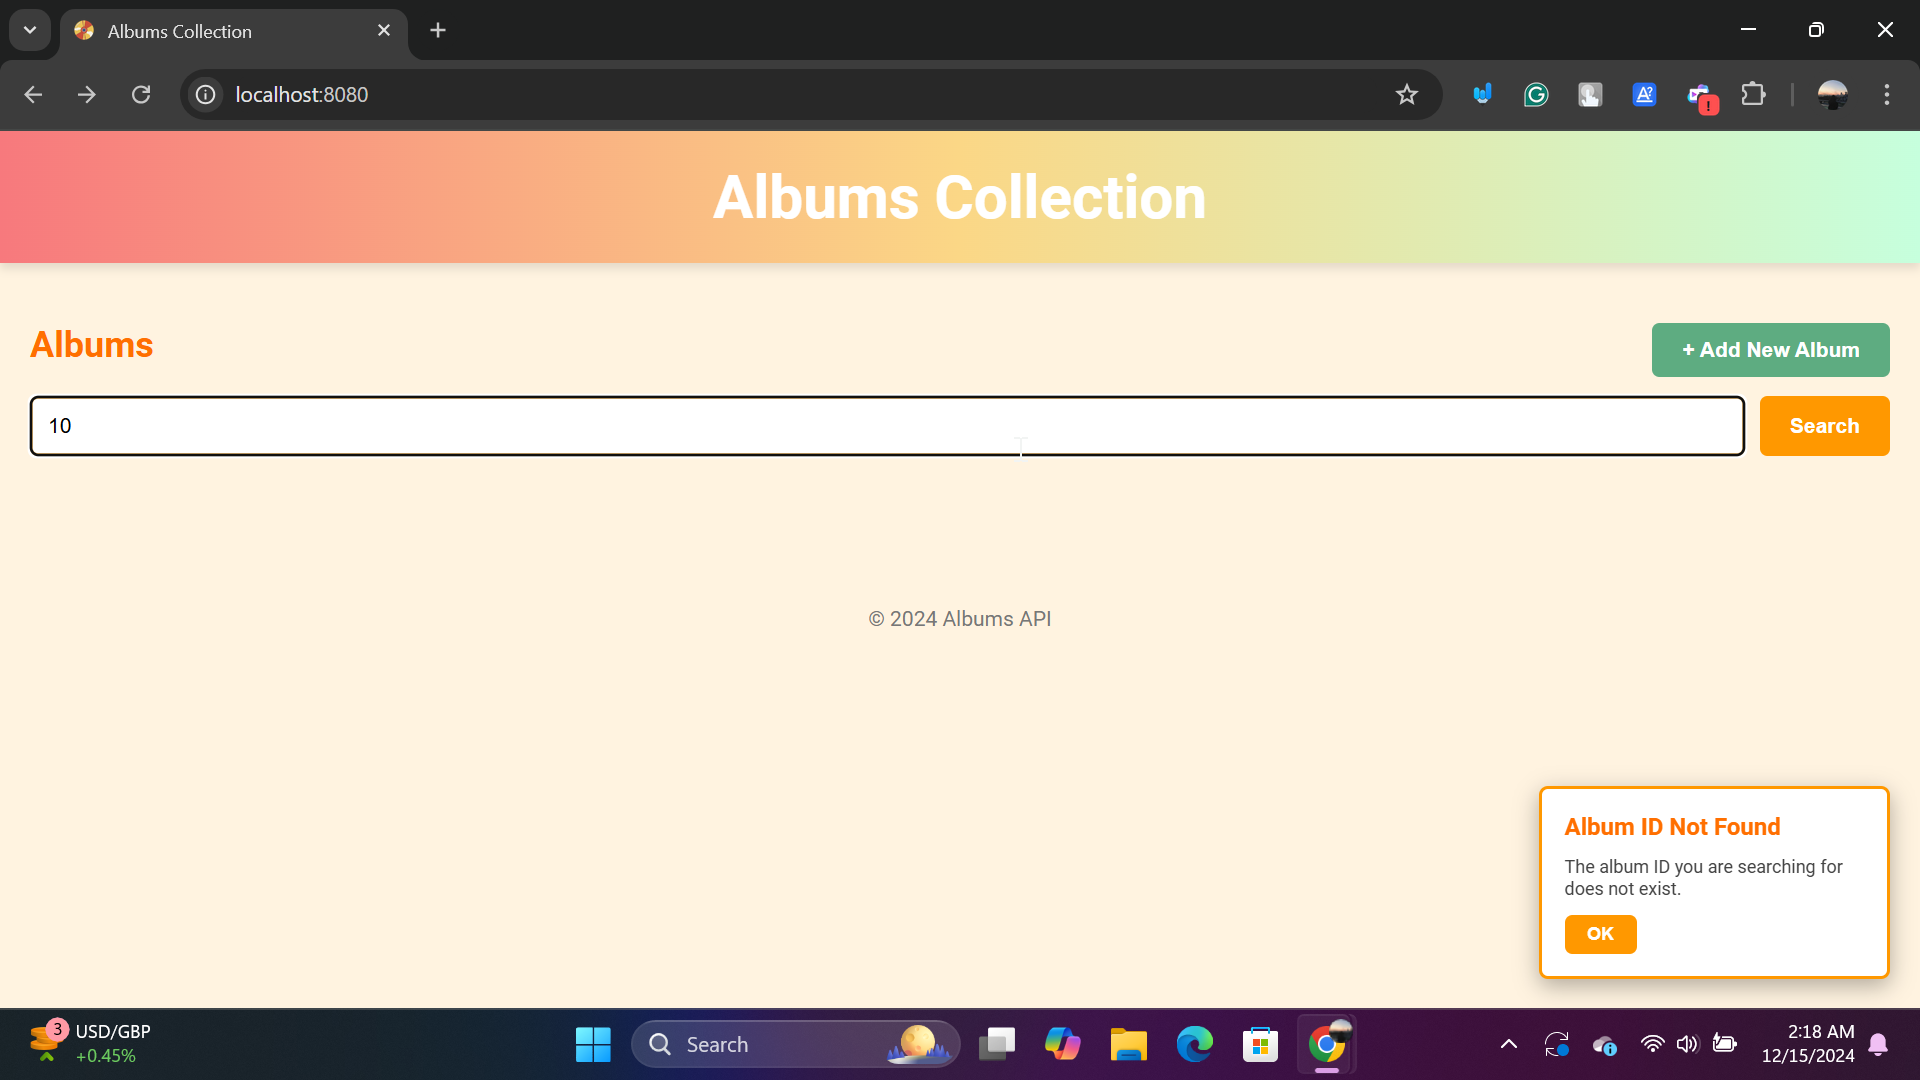 Albums Collection
localhost:8080
Albums Collection
Albums
+ Add New Album
10
Search
© 2024 Albums API
Album ID Not Found
The album ID you are searching for
does not exist.
OK
3
USD/GBP
+0.45%
Search
2:18 AM
12/15/2024